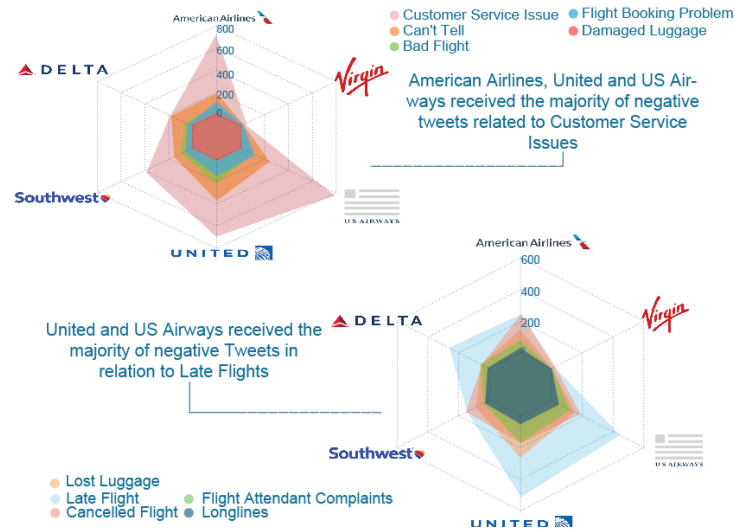 American Airlines
800
600
400
200
0
DELTA
Virgin
Southwest
US AIRWAYS
UNITED
Customer Service Issue
Flight Booking Problem
Can't Tell
Damaged Luggage
Bad Flight
American Airlines, United and US Air-
ways received the majority of negative
tweets related to Customer Service
Issues
American Airlines
600
400
200
DELTA
Virgin
Southwest
US AIRWAYS
UNITED
United and US Airways received the
majority of negative Tweets in
relation to Late Flights
Lost Luggage
Late Flight
Flight Attendant Complaints
Cancelled Flight
Longlines